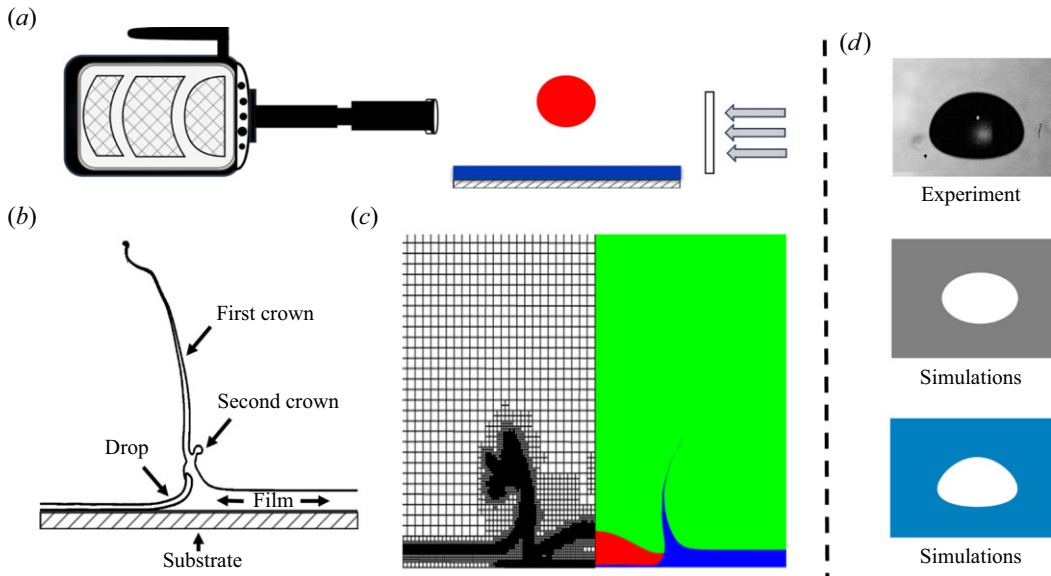 (a)
(d)
Experiment
(b)
(c)
First crown
Second crown
Drop
Film
Substrate
Simulations
Simulations